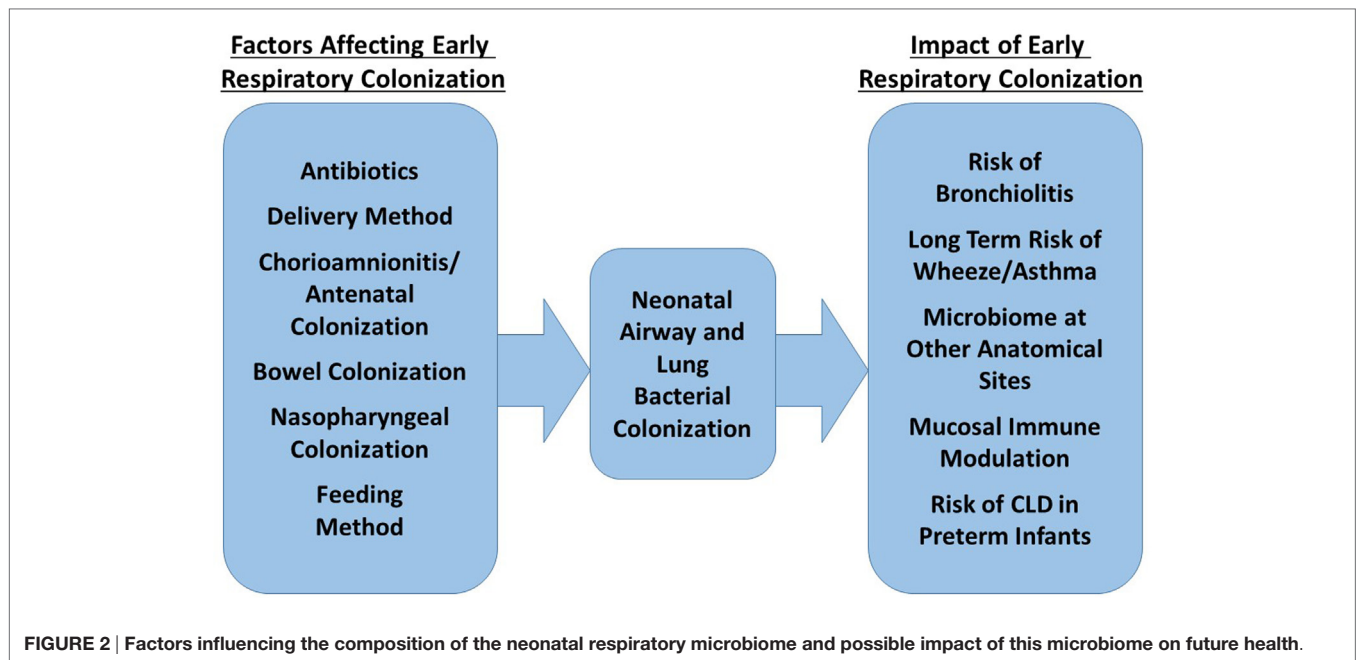 Factors Affecting Early
Respiratory Colonization
Antibiotics
Delivery Method
Chorioamnionitis/
Antenatal
Colonization
Bowel Colonization
Nasopharyngeal
Colonization
Feeding
Method
Neonatal
Airway and
Lung
Bacterial
Colonization
Impact of Early
Respiratory Colonization
Risk of
Bronchiolitis
Long Term Risk of
Wheeze/Asthma
Microbiome at
Other Anatomical
Sites
Mucosal Immune
Modulation
Risk of CLD in
Preterm Infants
FIGURE 2 | Factors influencing the composition of the neonatal respiratory microbiome and possible impact of this microbiome on future health.